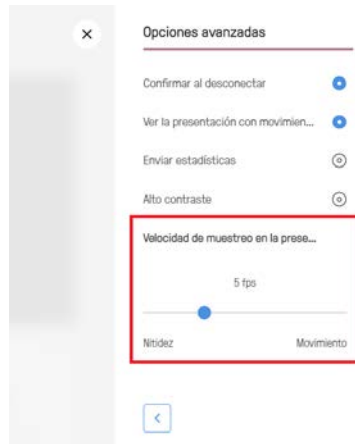 Opciones avanzadas
Confirmar al desconectar
Ver la presentación con movimien...
Enviar estadísticas
Alto contraste
Velocidad de muestreo en la prese...
5 fps
Nitidez Movimiento